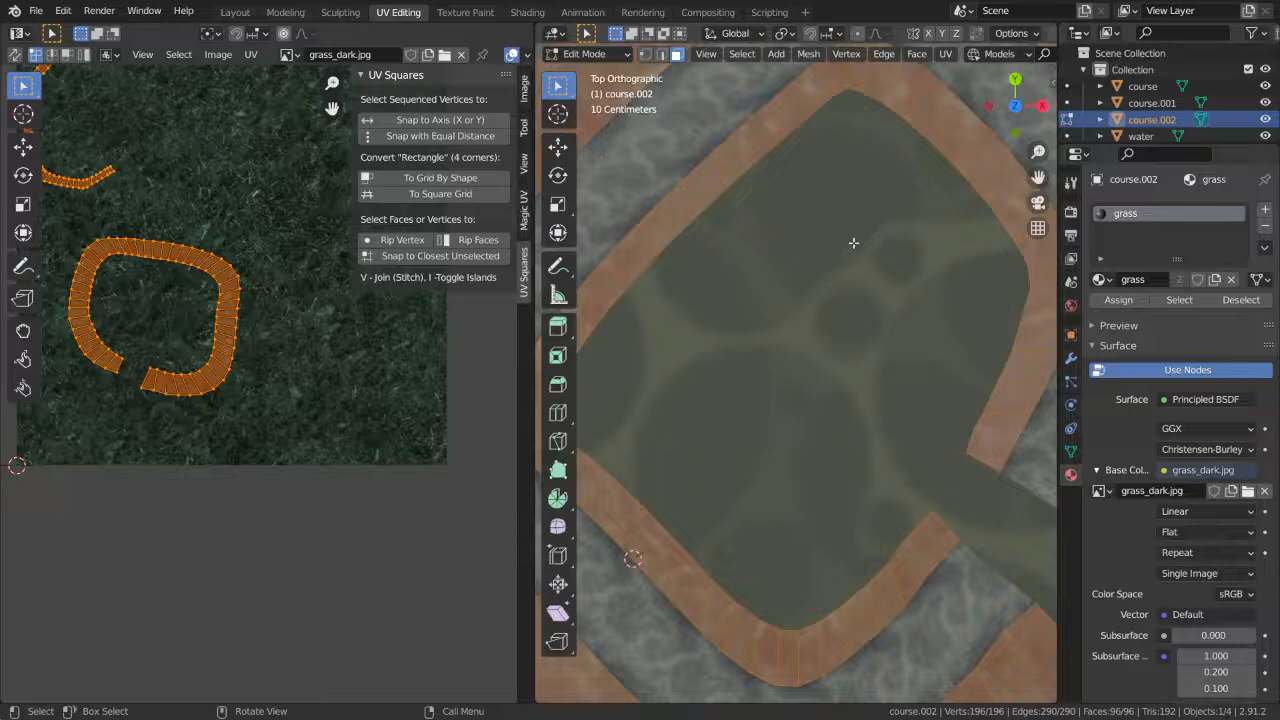 File Edit Render Window Help Layout Modeling Sculpting UV Editing Texture Paint Shading Animation Rendering Compositing Scripting + Scene View Layer
Global Options
View Select Image UV grass_dark.jpg Edit Mode View Select Add Mesh Vertex Edge Face UV Models
Scene Collection
Collection
course
course.001
course.002
water
UV Squares
Select Sequenced Vertices to:
Snap to Axis (X or Y)
Snap with Equal Distance
Convert "Rectangle" (4 corners):
To Grid By Shape
To Square Grid
Select Faces or Vertices to:
Rip Vertex Rip Faces
Snap to Closest Unselected
V - Join (Stitch), I -Toggle Islands
Image
Tool
View
Magic UV
UV Squares
Top Orthographic
(1) course.002
10 Centimeters
Y
X
Z
X Y Z
course.002 grass
grass
grass 2
Assign Select Deselect
Preview
Surface
Use Nodes
Surface Principled BSDF
GGX
Christensen-Burley
Base Col... grass_dark.jpg
grass_dark.jpg
Linear
Flat
Repeat
Single Image
Color Space sRGB
Vector Default
Subsurface 0.000
Subsurface ... 1.000
0.200
0.100
Select Box Select Rotate View Call Menu course.002 | Verts:196/196 | Edges:290/290 | Faces:96/96 | Tris:192 | Objects:1/4 | 2.91.2